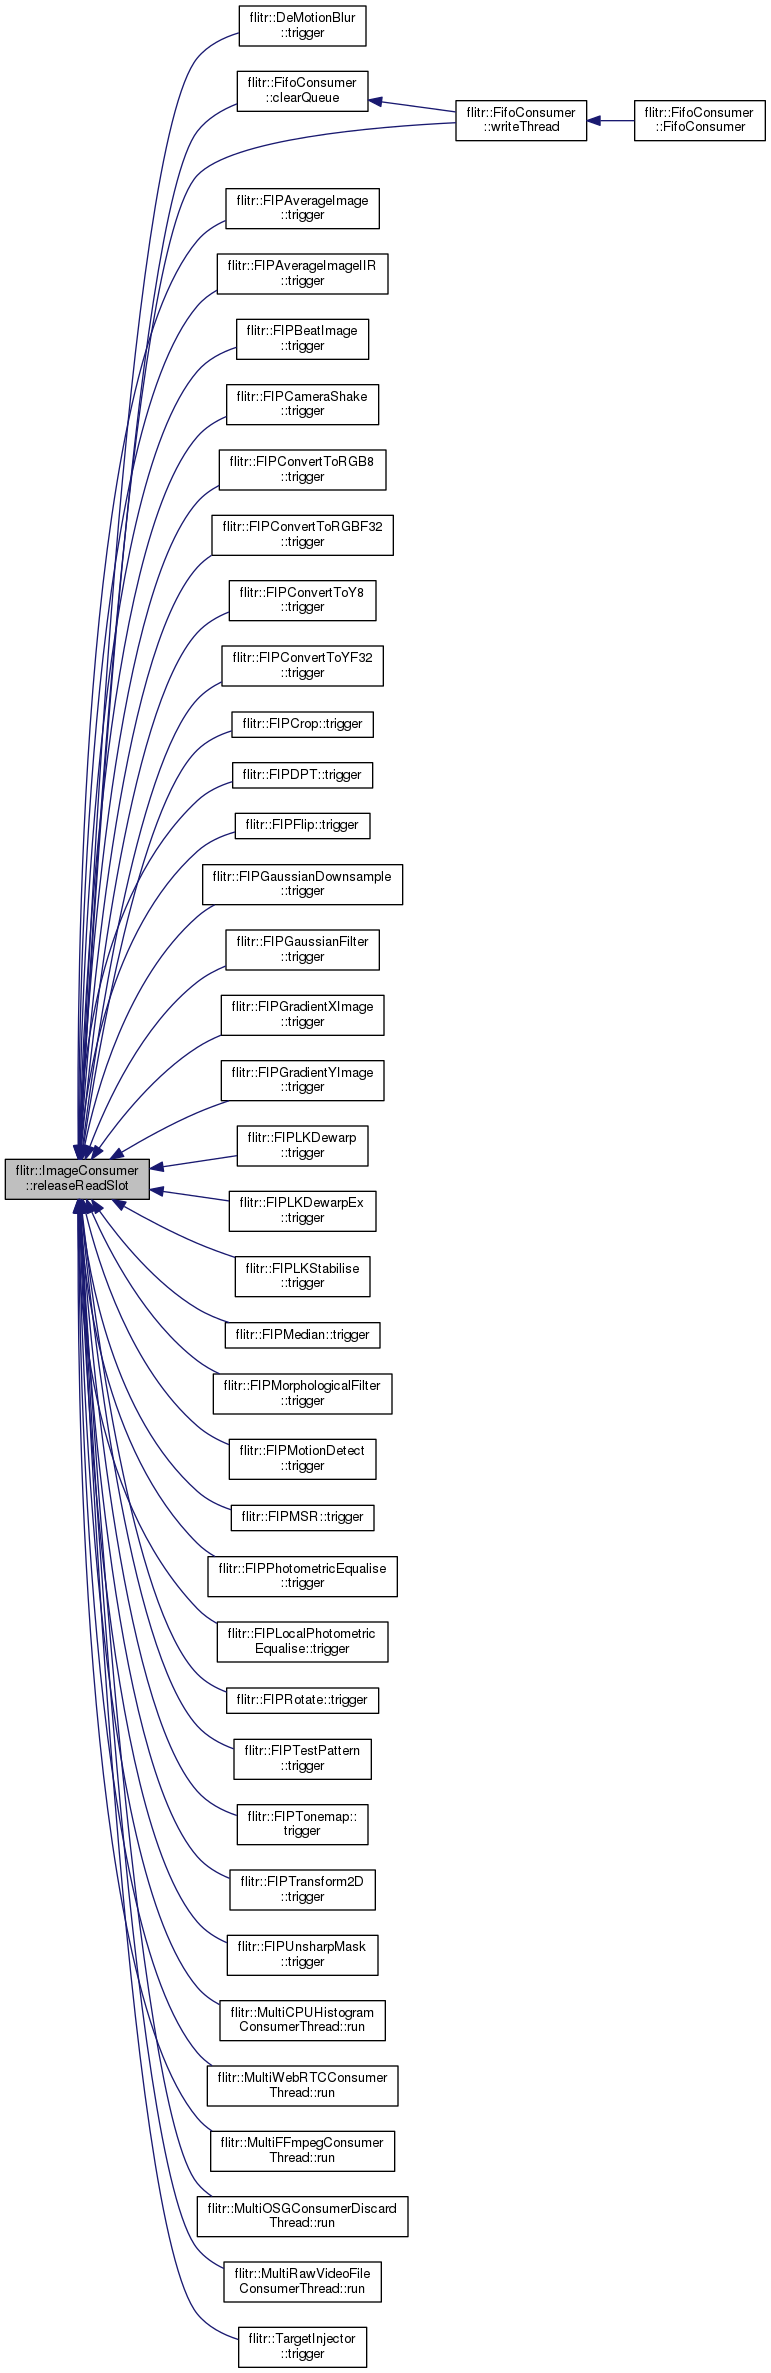 flitr::DeMotionBlur
::trigger
flitr::FifoConsumer
::clearQueue
flitr::FifoConsumer
::writeThread
flitr::FifoConsumer
::FifoConsumer
flitr::FIPAverageImage
::trigger
flitr::FIPAverageImageIIR
::trigger
flitr::FIPBeatImage
::trigger
flitr::FIPCameraShake
::trigger
flitr::FIPConvertToRGB8
::trigger
flitr::FIPConvertToRGBF32
::trigger
flitr::FIPConvertToY8
::trigger
flitr::FIPConvertToYF32
::trigger
flitr::FIPCrop::trigger
flitr::FIPDPT::trigger
flitr::FIPFlip::trigger
flitr::FIPGaussianDownsample
::trigger
flitr::FIPGaussianFilter
::trigger
flitr::FIPGradientXImage
::trigger
flitr::FIPGradientYImage
::trigger
flitr::FIPLKDewarp
::trigger
flitr::ImageConsumer
::releaseReadSlot
flitr::FIPLKDewarpEx
::trigger
flitr::FIPLKStabilise
::trigger
flitr::FIPMedian::trigger
flitr::FIPMorphologicalFilter
::trigger
flitr::FIPMotionDetect
::trigger
flitr::FIPMSR::trigger
flitr::FIPPhotometricEqualise
::trigger
flitr::FIPLocalPhotometric
Equalise::trigger
flitr::FIPRotate::trigger
flitr::FIPTestPattern
::trigger
flitr::FIPTonemap::
trigger
flitr::FIPTransform2D
::trigger
flitr::FIPUnsharpMask
::trigger
flitr::MultiCPUHistogram
ConsumerThread::run
flitr::MultiWebRTCConsumer
Thread::run
flitr::MultiFFmpegConsumer
Thread::run
flitr::MultiOSGConsumerDiscard
Thread::run
flitr::MultiRawVideoFile
ConsumerThread::run
flitr::TargetInjector
::trigger